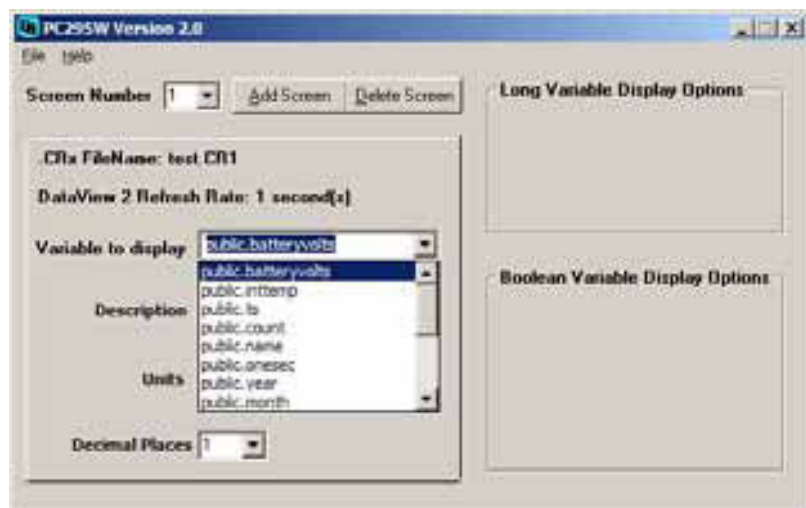 PC295W Version 2.0
File Help
Screen Number 1 Add Screen Delete Screen
.CRx FileName: test.CR1
DataView 2 Refresh Rate: 1 second(s)
Variable to display public.batteryvolts
public.batteryvolts
public.inttemp
public.ts
public.count
public.name
public.onesec
public.year
public.month
Description
Units
Decimal Places 1
Long Variable Display Options
Boolean Variable Display Options